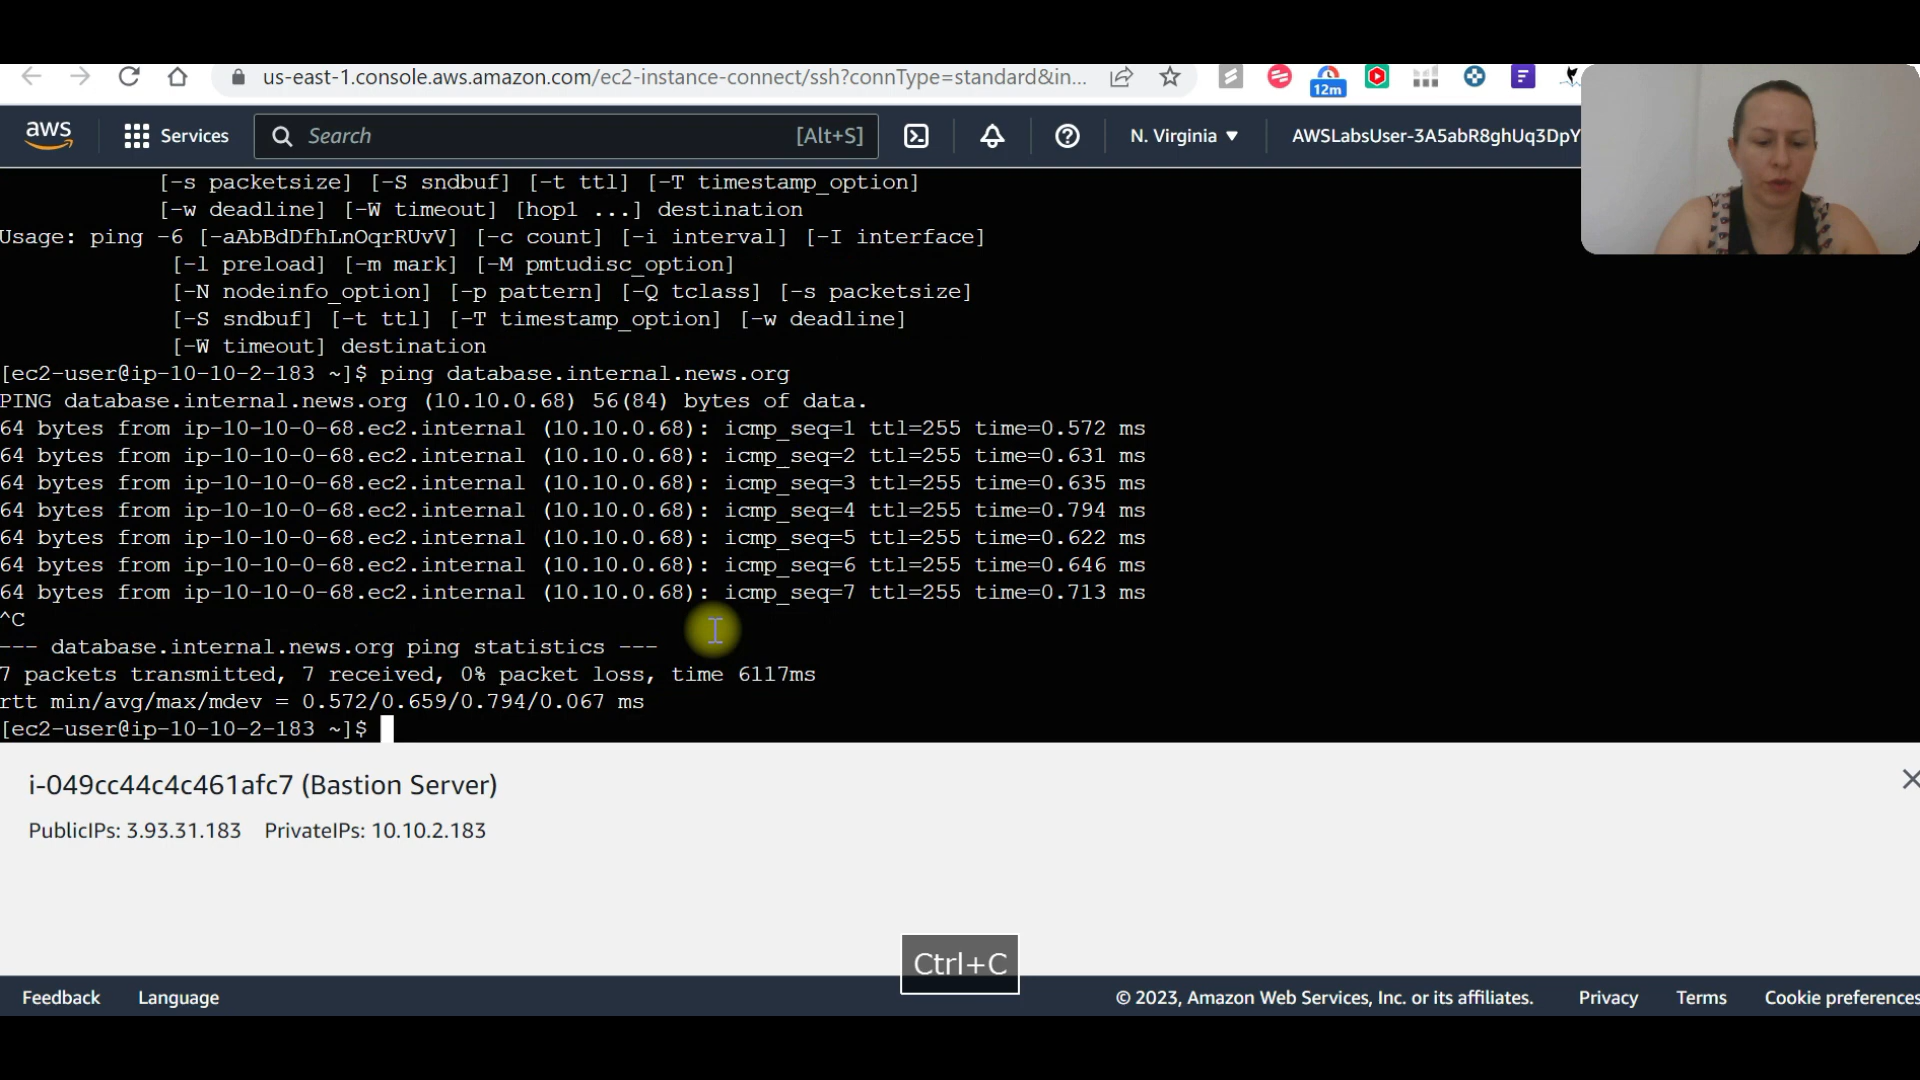 us-east-1.console.aws.amazon.com/ec2-instance-connect/ssh?connType=standard&in...
12m
aws
Services
Search
[Alt+S]
N. Virginia
AWSLabsUser-3A5abR8ghUq3DpY
[-s packetsize] [-S sndbuf] [-t ttl] [-T timestamp_option]
[-w deadline] [-W timeout] [hop1 ...] destination
Usage: ping -6 [-aAbBdDfhLnOqrRUvV] [-c count] [-i interval] [-I interface]
[-l preload] [-m mark] [-M pmtudisc_option]
[-N nodeinfo_option] [-p pattern] [-Q tclass] [-s packetsize]
[-S sndbuf] [-t ttl] [-T timestamp_option] [-w deadline]
[-W timeout] destination
[ec2-user@ip-10-10-2-183 ~]$ ping database.internal.news.org
PING database.internal.news.org (10.10.0.68) 56(84) bytes of data.
64 bytes from ip-10-10-0-68.ec2.internal (10.10.0.68): icmp_seq=1 ttl=255 time=0.572 ms
64 bytes from ip-10-10-0-68.ec2.internal (10.10.0.68): icmp_seq=2 ttl=255 time=0.631 ms
64 bytes from ip-10-10-0-68.ec2.internal (10.10.0.68): icmp_seq=3 ttl=255 time=0.635 ms
64 bytes from ip-10-10-0-68.ec2.internal (10.10.0.68): icmp_seq=4 ttl=255 time=0.794 ms
64 bytes from ip-10-10-0-68.ec2.internal (10.10.0.68): icmp_seq=5 ttl=255 time=0.622 ms
64 bytes from ip-10-10-0-68.ec2.internal (10.10.0.68): icmp_seq=6 ttl=255 time=0.646 ms
64 bytes from ip-10-10-0-68.ec2.internal (10.10.0.68): icmp_seq=7 ttl=255 time=0.713 ms
^C
--- database.internal.news.org ping statistics ---
7 packets transmitted, 7 received, 0% packet loss, time 6117ms
rtt min/avg/max/mdev = 0.572/0.659/0.794/0.067 ms
[ec2-user@ip-10-10-2-183 ~]$
i-049cc44c4c461afc7 (Bastion Server)
PublicIPs: 3.93.31.183 PrivateIPs: 10.10.2.183
Ctrl+C
Feedback Language © 2023, Amazon Web Services, Inc. or its affiliates. Privacy Terms Cookie preferences